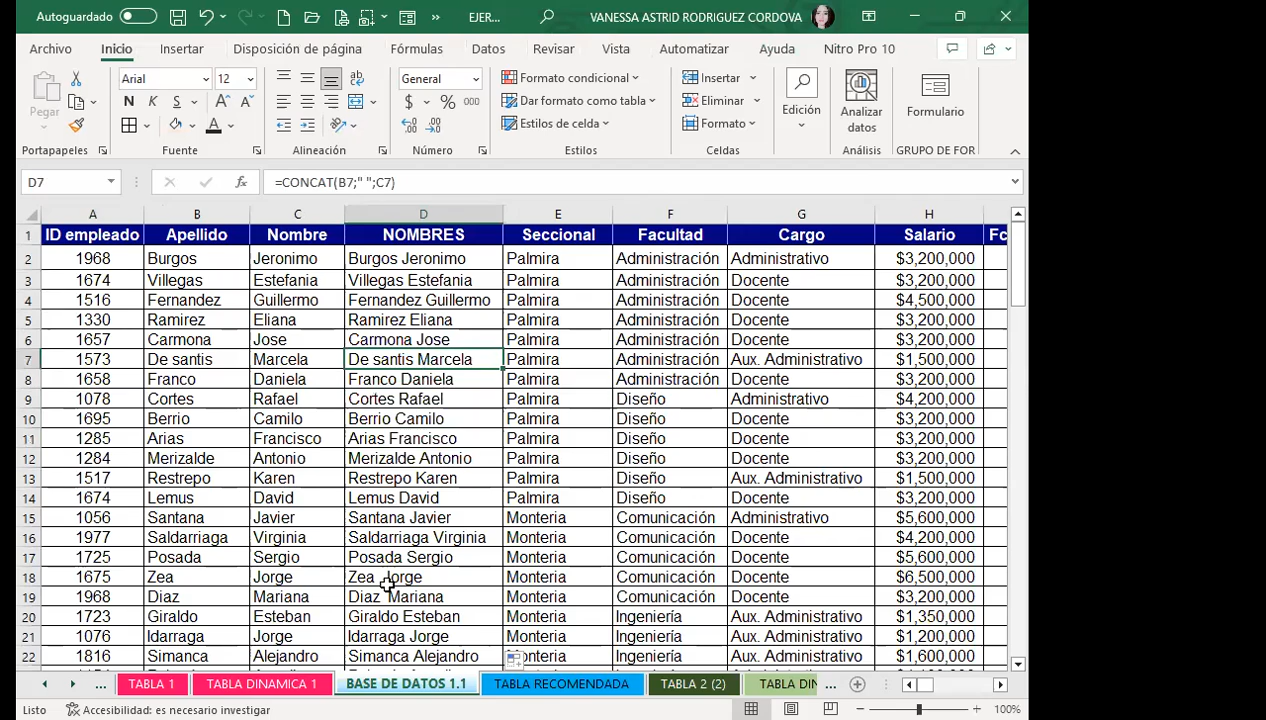 Autoguardado EJER... VANESSA ASTRID RODRIGUEZ CORDOVA
Archivo Inicio Insertar Disposición de página Fórmulas Datos Revisar Vista Automatizar Ayuda Nitro Pro 10
Pegar Arial 12 General Formato condicional Insertar Edición Analizar datos Formulario
N K S $ % 000 Dar formato como tabla Eliminar
Estilos de celda Formato
Portapapeles Fuente Alineación Número Estilos Celdas Análisis GRUPO DE FOR
D7 fx =CONCAT(B7;" ";C7)
A B C D E F G H
1 ID empleado Apellido Nombre NOMBRES Seccional Facultad Cargo Salario Fc
2 1968 Burgos Jeronimo Burgos Jeronimo Palmira Administración Administrativo $3,200,000
3 1674 Villegas Estefania Villegas Estefania Palmira Administración Docente $3,200,000
4 1516 Fernandez Guillermo Fernandez Guillermo Palmira Administración Docente $4,500,000
5 1330 Ramirez Eliana Ramirez Eliana Palmira Administración Docente $3,200,000
6 1657 Carmona Jose Carmona Jose Palmira Administración Docente $3,200,000
7 1573 De santis Marcela De santis Marcela Palmira Administración Aux. Administrativo $1,500,000
8 1658 Franco Daniela Franco Daniela Palmira Administración Docente $3,200,000
9 1078 Cortes Rafael Cortes Rafael Palmira Diseño Administrativo $4,200,000
10 1695 Berrio Camilo Berrio Camilo Palmira Diseño Docente $3,200,000
11 1285 Arias Francisco Arias Francisco Palmira Diseño Docente $3,200,000
12 1284 Merizalde Antonio Merizalde Antonio Palmira Diseño Docente $3,200,000
13 1517 Restrepo Karen Restrepo Karen Palmira Diseño Aux. Administrativo $1,500,000
14 1674 Lemus David Lemus David Palmira Diseño Docente $3,200,000
15 1056 Santana Javier Santana Javier Monteria Comunicación Administrativo $5,600,000
16 1977 Saldarriaga Virginia Saldarriaga Virginia Monteria Comunicación Docente $4,200,000
17 1725 Posada Sergio Posada Sergio Monteria Comunicación Docente $5,600,000
18 1675 Zea Jorge Zea Jorge Monteria Comunicación Docente $6,500,000
19 1968 Diaz Mariana Diaz Mariana Monteria Comunicación Docente $3,200,000
20 1723 Giraldo Esteban Giraldo Esteban Monteria Ingeniería Aux. Administrativo $1,350,000
21 1076 Idarraga Jorge Idarraga Jorge Monteria Ingeniería Aux. Administrativo $1,200,000
22 1816 Simanca Alejandro Simanca Alejandro Monteria Ingeniería Aux. Administrativo $1,600,000
... TABLA 1 TABLA DINAMICA 1 BASE DE DATOS 1.1 TABLA RECOMENDADA TABLA 2 (2) TABLA DIN ...
Listo Accesibilidad: es necesario investigar 100%